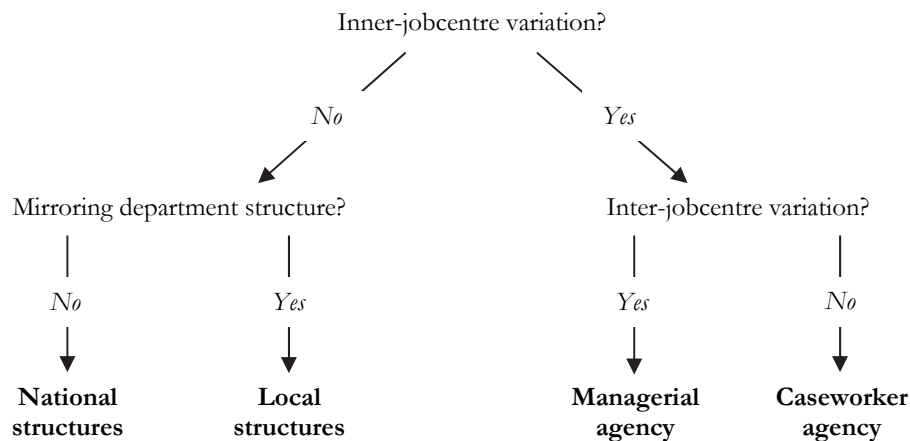 Inner-jobcentre variation?
No
Yes
Mirroring department structure?
Inter-jobcentre variation?
No
Yes
Yes
No
National
structures
Local
structures
Managerial
agency
Caseworker
agency